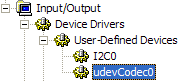 Input/Output
Device Drivers
User-Defined Devices
I2C0
udevCodec0